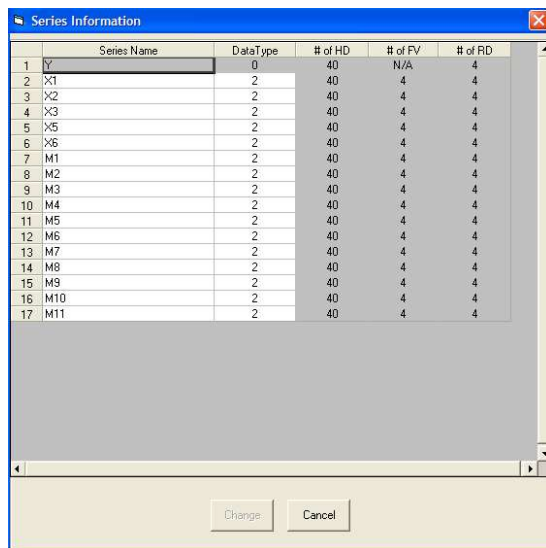 Series Information
Series Name DataType # of HD # of FV # of RD
1 Y 0 40 N/A 4
2 X1 2 40 4 4
3 X2 2 40 4 4
4 X3 2 40 4 4
5 X5 2 40 4 4
6 X6 2 40 4 4
7 M1 2 40 4 4
8 M2 2 40 4 4
9 M3 2 40 4 4
10 M4 2 40 4 4
11 M5 2 40 4 4
12 M6 2 40 4 4
13 M7 2 40 4 4
14 M8 2 40 4 4
15 M9 2 40 4 4
16 M10 2 40 4 4
17 M11 2 40 4 4
Change Cancel